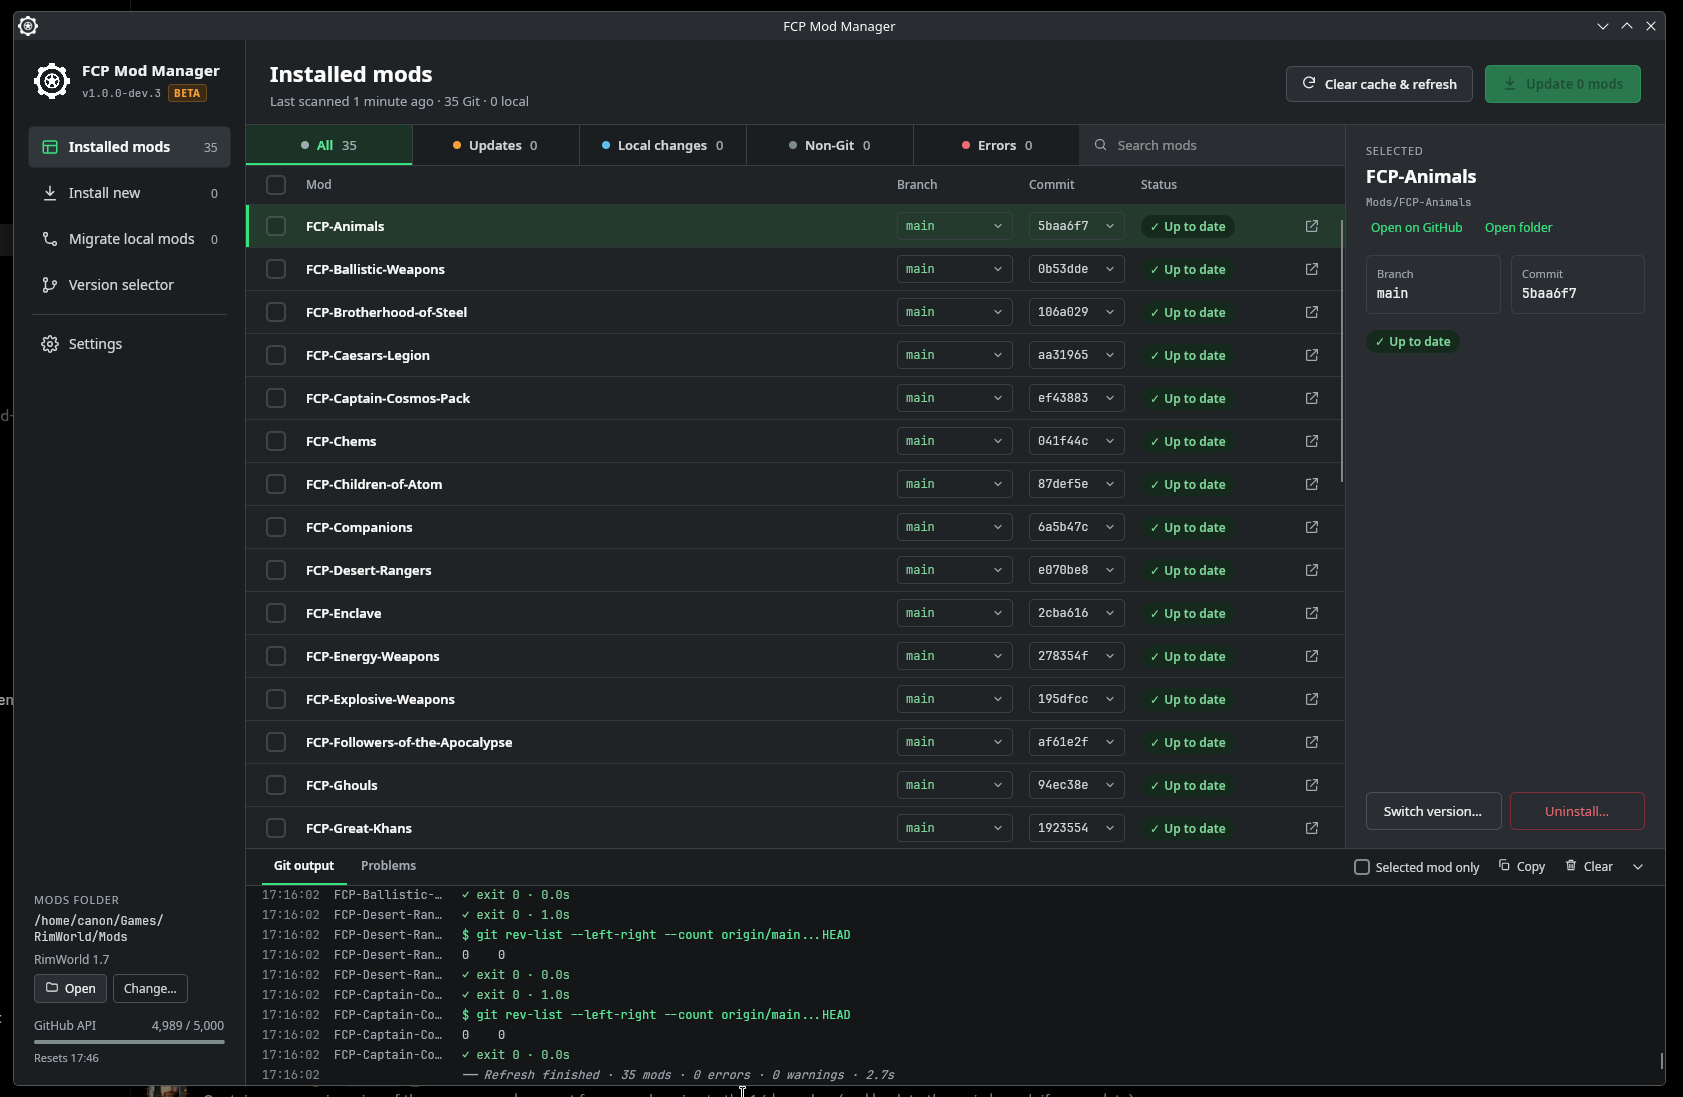 FCP Mod Manager
FCP Mod Manager
v1.0.0-dev.3 BETA
Installed mods 35
Install new 0
Migrate local mods 0
Version selector
Settings
MODS FOLDER
/home/canon/Games/
RimWorld/Mods
RimWorld 1.7
Open Change...
GitHub API 4,989 / 5,000
Resets 17:46
Installed mods
Last scanned 1 minute ago · 35 Git · 0 local
Clear cache & refresh Update 0 mods
All 35 Updates 0 Local changes 0 Non-Git 0 Errors 0 Search mods
Mod Branch Commit Status
FCP-Animals main 5baa6f7 ✓ Up to date
FCP-Ballistic-Weapons main 0b53dde ✓ Up to date
FCP-Brotherhood-of-Steel main 106a029 ✓ Up to date
FCP-Caesars-Legion main aa31965 ✓ Up to date
FCP-Captain-Cosmos-Pack main ef43883 ✓ Up to date
FCP-Chems main 041f44c ✓ Up to date
FCP-Children-of-Atom main 87def5e ✓ Up to date
FCP-Companions main 6a5b47c ✓ Up to date
FCP-Desert-Rangers main e070be8 ✓ Up to date
FCP-Enclave main 2cba616 ✓ Up to date
FCP-Energy-Weapons main 278354f ✓ Up to date
FCP-Explosive-Weapons main 195dfcc ✓ Up to date
FCP-Followers-of-the-Apocalypse main af61e2f ✓ Up to date
FCP-Ghouls main 94ec38e ✓ Up to date
FCP-Great-Khans main 1923554 ✓ Up to date
SELECTED
FCP-Animals
Mods/FCP-Animals
Open on GitHub Open folder
Branch Commit
main 5baa6f7
✓ Up to date
Switch version... Uninstall...
Git output Problems Selected mod only Copy Clear
17:16:02 FCP-Ballistic-… ✓ exit 0 · 0.0s
17:16:02 FCP-Desert-Ran… ✓ exit 0 · 1.0s
17:16:02 FCP-Desert-Ran… $ git rev-list --left-right --count origin/main...HEAD
17:16:02 FCP-Desert-Ran… 0 0
17:16:02 FCP-Desert-Ran… ✓ exit 0 · 0.0s
17:16:02 FCP-Captain-Co… ✓ exit 0 · 1.0s
17:16:02 FCP-Captain-Co… $ git rev-list --left-right --count origin/main...HEAD
17:16:02 FCP-Captain-Co… 0 0
17:16:02 FCP-Captain-Co… ✓ exit 0 · 0.0s
17:16:02 — Refresh finished · 35 mods · 0 errors · 0 warnings · 2.7s